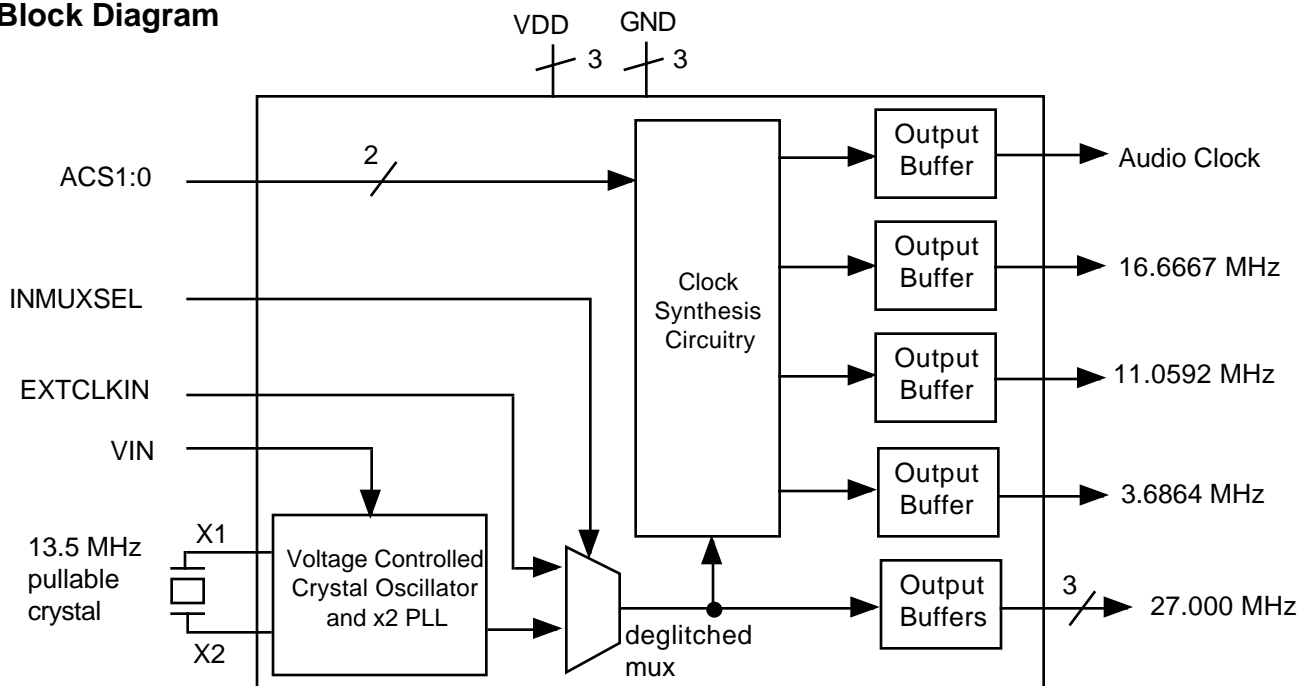 Block Diagram
VDD
GND
3
3
ACS1:0
2
INMUXSEL
EXTCLKIN
VIN
13.5 MHz
pullable
crystal
X1
X2
Voltage Controlled
Crystal Oscillator
and x2 PLL
deglitched
mux
Clock
Synthesis
Circuitry
Output
Buffer
Audio Clock
Output
Buffer
16.6667 MHz
Output
Buffer
11.0592 MHz
Output
Buffer
3.6864 MHz
Output
Buffers
3
27.000 MHz